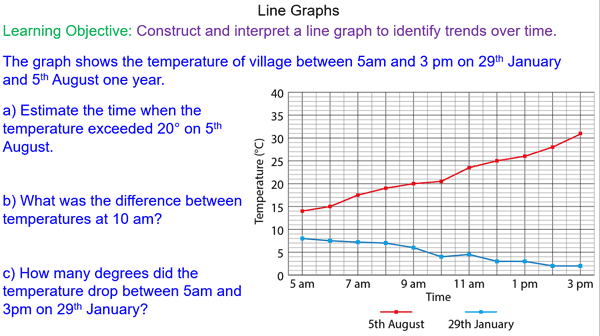 Line Graphs
Learning Objective: Construct and interpret a line graph to identify trends over time.
The graph shows the temperature of village between 5am and 3 pm on 29th January
and 5th August one year.
a) Estimate the time when the
temperature exceeded 20° on 5th
August.
b) What was the difference between
temperatures at 10 am?
c) How many degrees did the
temperature drop between 5am and
3pm on 29th January?
Temperature (°C)
40
35
30
25
20
15
10
5
0
5 am 7 am 9 am 11 am 1 pm 3 pm
Time
5th August 29th January